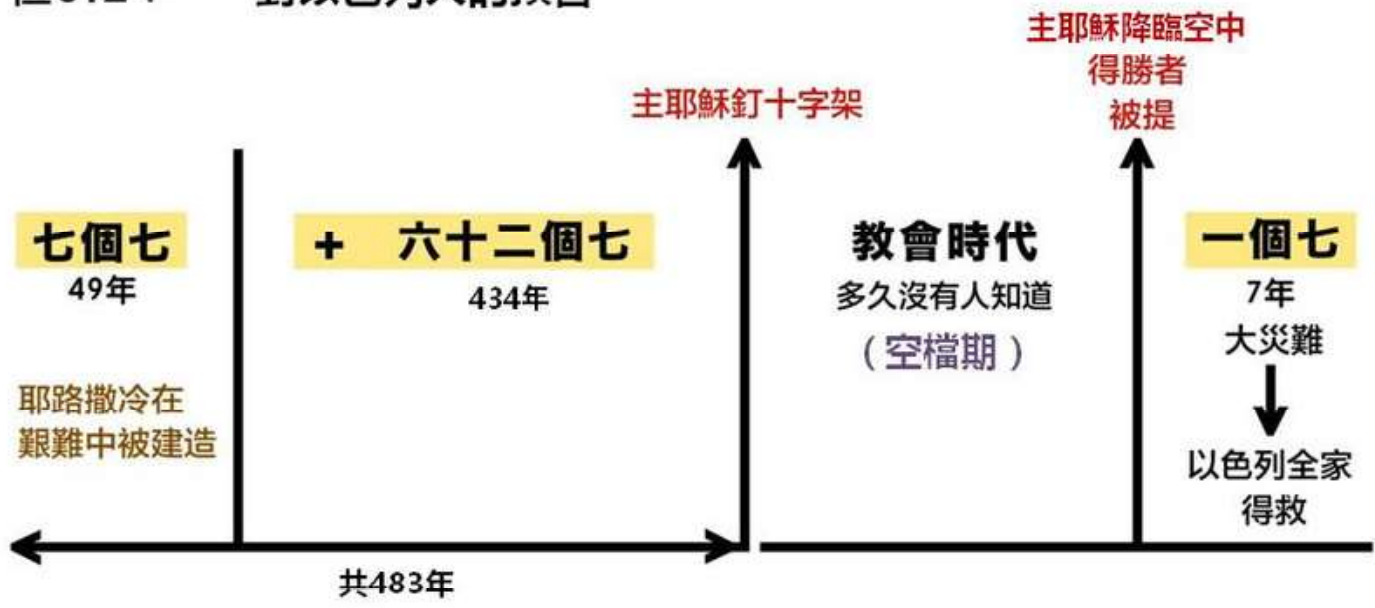 主耶穌降臨空中
得勝者
被提
主耶穌釘十字架
七個七
49年
+ 六十二個七
434年
教會時代
多久沒有人知道
（空檔期）
一個七
7年
大災難
以色列全家
得救
耶路撒冷在
艱難中被建造
共483年